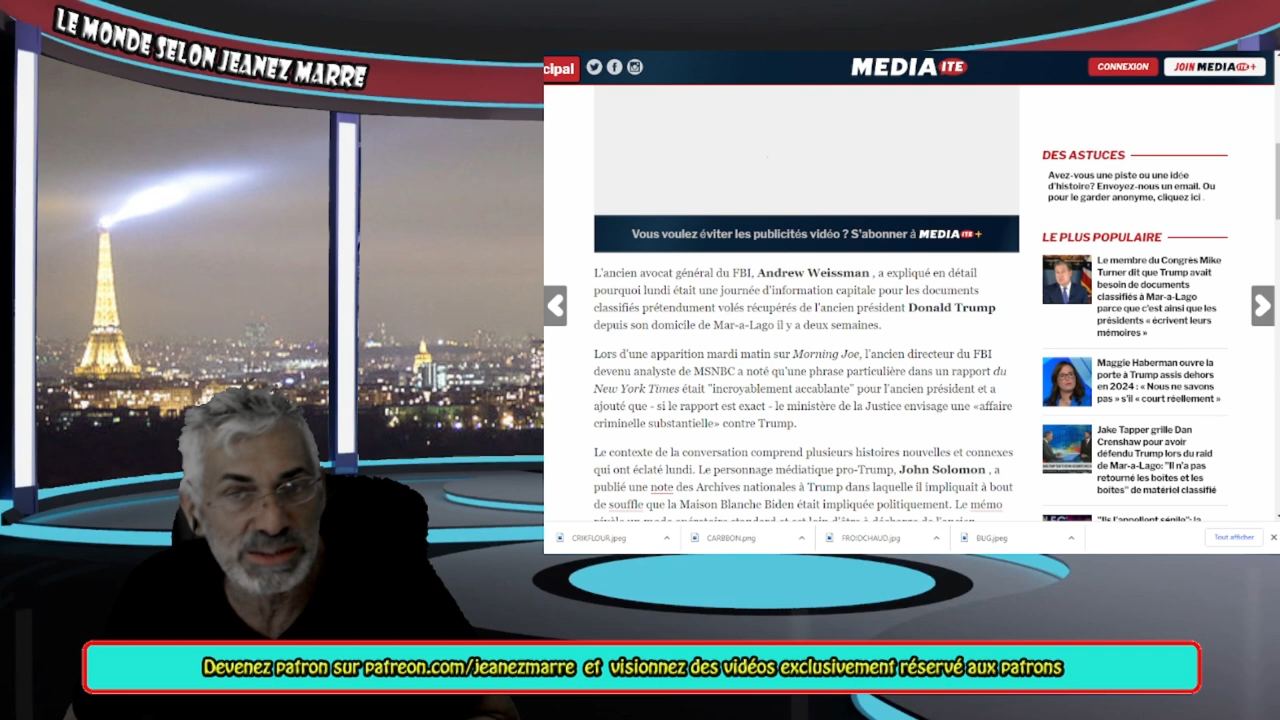 LE MONDE SELON JEANEZ MARRE
cipal
MEDIAITE
CONNEXION
JOIN MEDIAITE+
Vous voulez éviter les publicités vidéo ? S'abonner à MEDIAITE+
L'ancien avocat général du FBI, Andrew Weissman , a expliqué en détail
pourquoi lundi était une journée d'information capitale pour les documents
classifiés prétendument volés récupérés de l'ancien président Donald Trump
depuis son domicile de Mar-a-Lago il y a deux semaines.
Lors d'une apparition mardi matin sur Morning Joe, l'ancien directeur du FBI
devenu analyste de MSNBC a noté qu'une phrase particulière dans un rapport du
New York Times était "incroyablement accablante" pour l'ancien président et a
ajouté que - si le rapport est exact - le ministère de la Justice envisage une «affaire
criminelle substantielle» contre Trump.
Le contexte de la conversation comprend plusieurs histoires nouvelles et connexes
qui ont éclaté lundi. Le personnage médiatique pro-Trump, John Solomon , a
publié une note des Archives nationales à Trump dans laquelle il impliquait à bout
de souffle que la Maison Blanche Biden était impliquée politiquement. Le mémo
DES ASTUCES
Avez-vous une piste ou une idée
d'histoire? Envoyez-nous un email. Ou
pour le garder anonyme, cliquez ici .
LE PLUS POPULAIRE
Le membre du Congrès Mike
Turner dit que Trump avait
besoin de documents
classifiés à Mar-a-Lago
parce que c'est ainsi que les
présidents « écrivent leurs
mémoires »
Maggie Haberman ouvre la
porte à Trump assis dehors
en 2024 : « Nous ne savons
pas » s'il « court réellement »
Jake Tapper grille Dan
Crenshaw pour avoir
défendu Trump lors du raid
de Mar-a-Lago: "Il n'a pas
retourné les boîtes et les
boîtes" de matériel classifié
"Ils l'appellent sénile": la
CRIKFLOUR.jpeg
CARBBON.png
FROIDCHAUD.jpg
BUG.jpeg
Tout afficher
Devenez patron sur patreon.com/jeanezmarre et visionnez des vidéos exclusivement réservé aux patrons